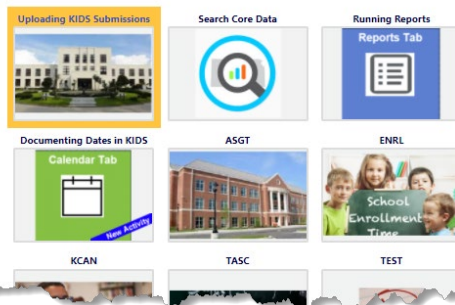 Uploading KIDS Submissions
Search Core Data
Running Reports
Reports Tab
Documenting Dates in KIDS
ASGT
ENRL
Calendar Tab
New Activity
School
Enrollment
Time
KCAN
TASC
TEST